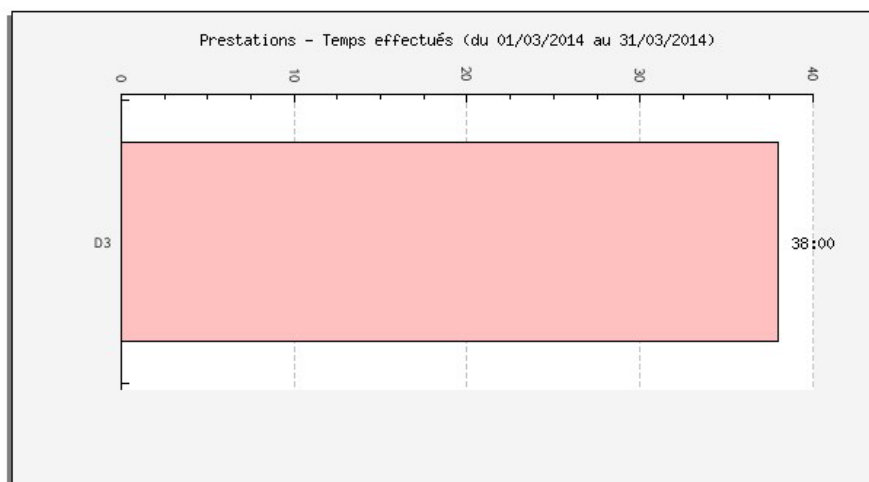 Prestations - Temps effectués (du 01/03/2014 au 31/03/2014)
0 10 20 30 40
D3
38:00